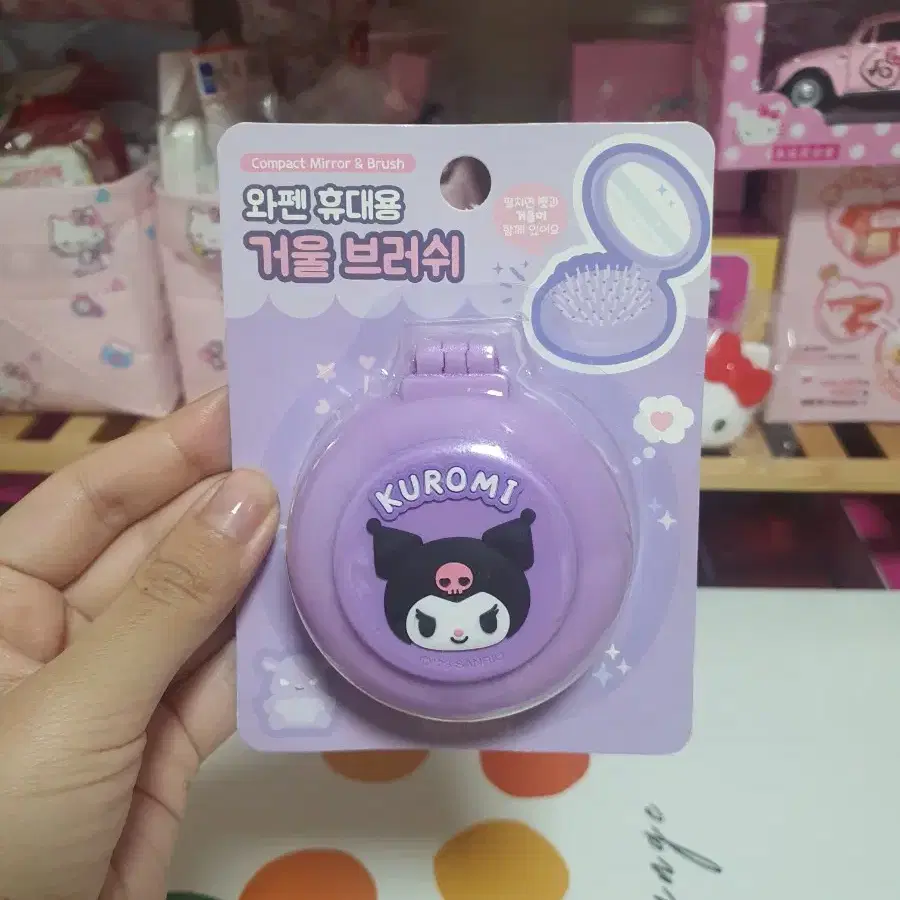 Compact Mirror & Brush
와펜 휴대용
거울 브러쉬
펼치면 빗과
거울이
함께 있어요
KUROMI
SANRIO